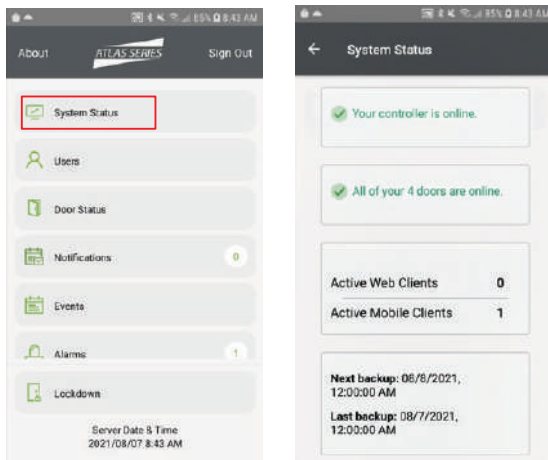 85% 8:43 AM
About
ATLAS SERIES
Sign Out
System Status
Users
Door Status
Notifications
0
Events
Alarms
1
Lockdown
Server Date & Time
2021/08/07 8:43 AM
85% 8:43 AM
System Status
Your controller is online.
All of your 4 doors are online.
Active Web Clients 0
Active Mobile Clients 1
Next backup: 08/8/2021,
12:00:00 AM
Last backup: 08/7/2021,
12:00:00 AM